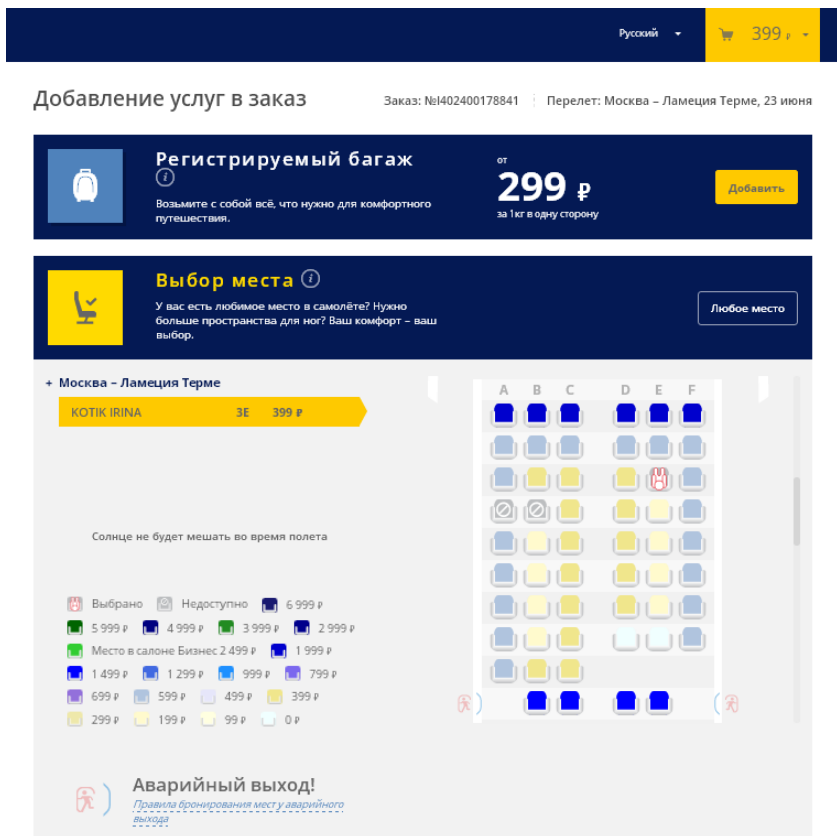 Русский
399 ₽
Добавление услуг в заказ
Заказ: №I402400178841 Перелет: Москва – Ламеция Терме, 23 июня
Регистрируемый багаж
i
Возьмите с собой всё, что нужно для комфортного
путешествия.
от
299 ₽
за 1кг в одну сторону
Добавить
Выбор места i
У вас есть любимое место в самолёте? Нужно
больше пространства для ног? Ваш комфорт – ваш
выбор.
Любое место
+ Москва – Ламеция Терме
KOTIK IRINA 3E 399 ₽
A B C D E F
Солнце не будет мешать во время полета
Выбрано Недоступно 6 999 ₽
5 999 ₽ 4 999 ₽ 3 999 ₽ 2 999 ₽
Место в салоне Бизнес 2 499 ₽ 1 999 ₽
1 499 ₽ 1 299 ₽ 999 ₽ 799 ₽
699 ₽ 599 ₽ 499 ₽ 399 ₽
299 ₽ 199 ₽ 99 ₽ 0 ₽
Аварийный выход!
Правила бронирования мест у аварийного
выхода